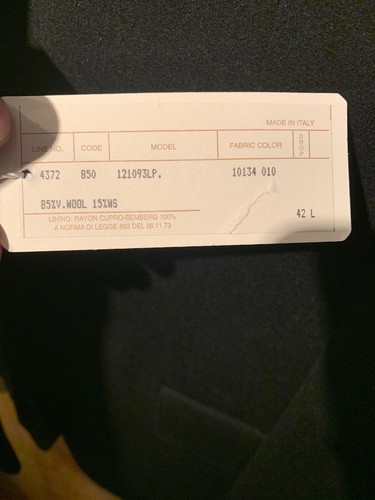 MADE IN ITALY
LINE NO. CODE MODEL FABRIC COLOR DROP
4372 850 121093LP. 10134 010
85%V.WOOL 15%WS
LINING: RAYON CUPRO-BEMBERG 100%
A NORMA DI LEGGE 883 DEL 26.11.73
42 L